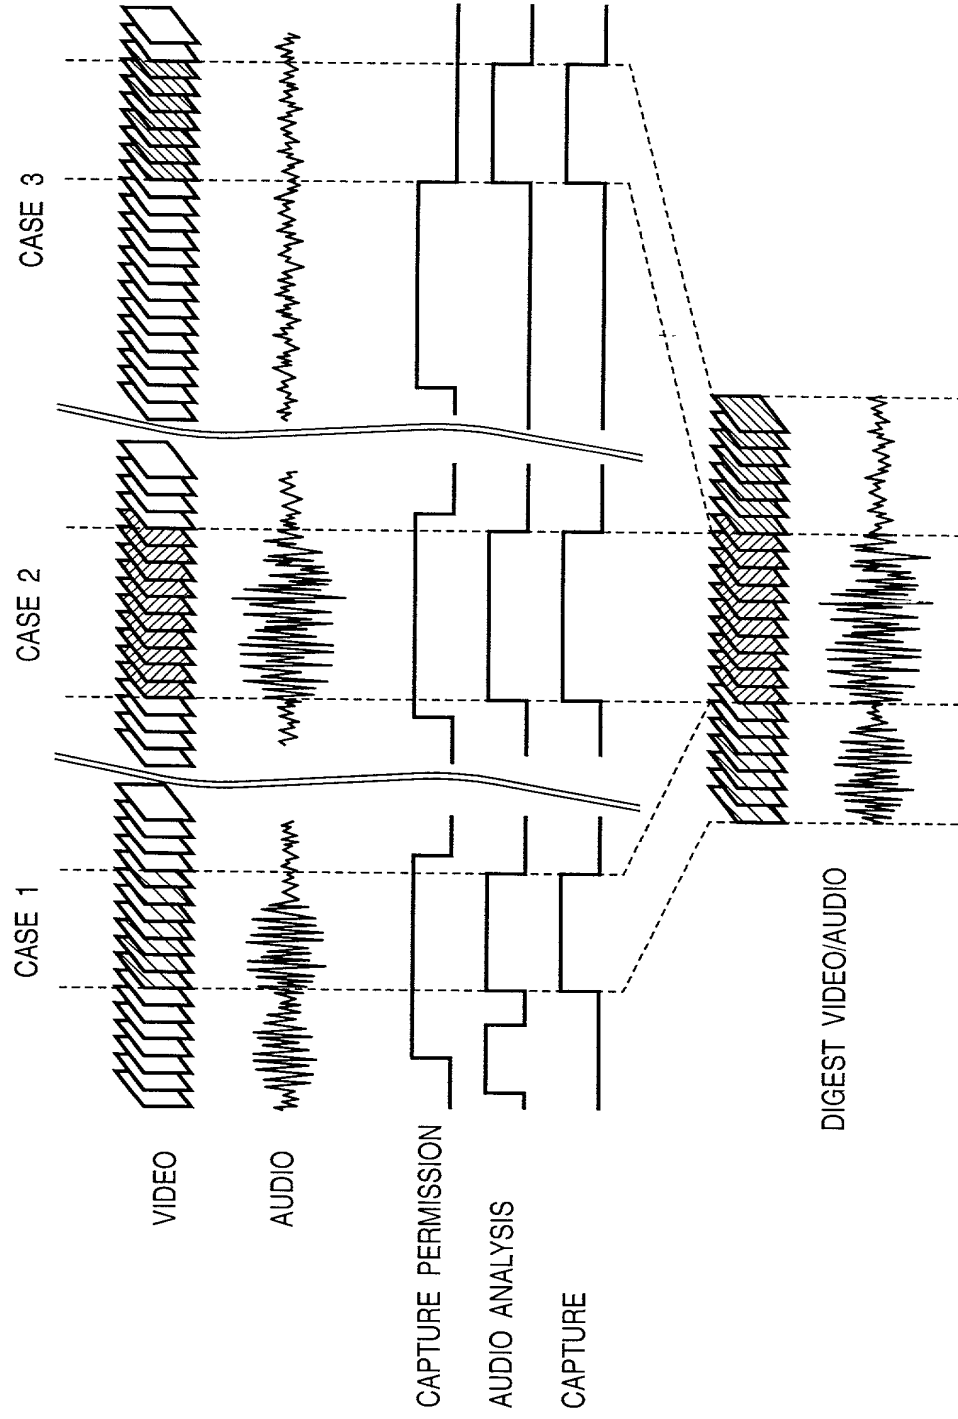 CASE 1
CASE 2
CASE 3
VIDEO
AUDIO
CAPTURE PERMISSION
AUDIO ANALYSIS
CAPTURE
DIGEST VIDEO/AUDIO